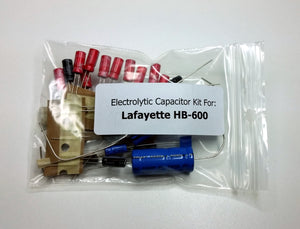 Electrolytic Capacitor Kit For:
Lafayette HB-600